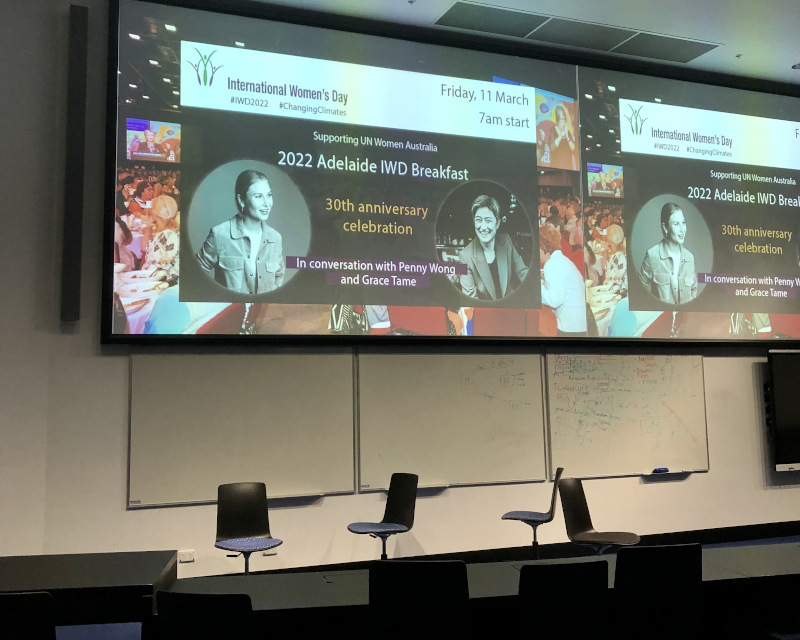 International Women's Day
#IWD2022 #ChangingClimates
Friday, 11 March
7am start
Supporting UN Women Australia
2022 Adelaide IWD Breakfast
30th anniversary
celebration
In conversation with Penny Wong
and Grace Tame
International Women's Day
#IWD2022 #ChangingClimates
Supporting UN Women Australia
2022 Adelaide IWD
30th anniversary
celebration
In conversation with Penny
and Grace Tame